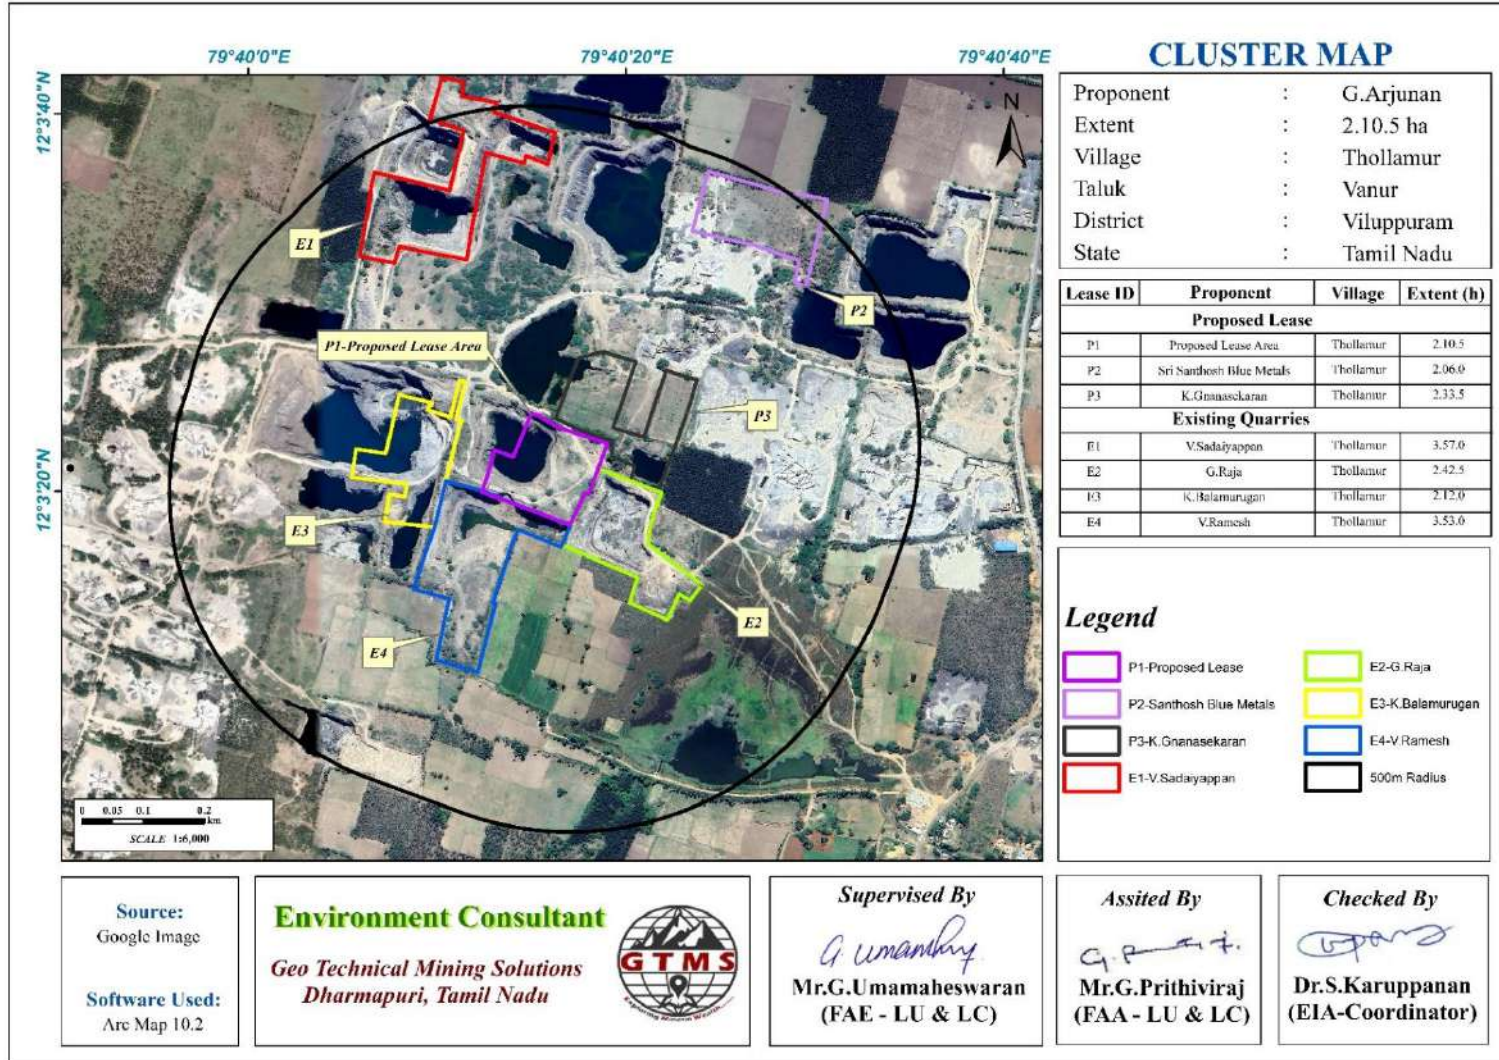 79°40'0"E
79°40'20"E
79°40'40"E
12°3'40"N
12°3'20"N
N
E1
P2
P1-Proposed Lease Area
P3
E3
E2
E4
0 0.05 0.1 0.2
km
SCALE 1:6,000
CLUSTER MAP
Proponent : G.Arjunan
Extent : 2.10.5 ha
Village : Thollamur
Taluk : Vanur
District : Viluppuram
State : Tamil Nadu
Lease ID Proponent Village Extent (h)
Proposed Lease
P1 Proposed Lease Area Thollamur 2.10.5
P2 Sri Santhosh Blue Metals Thollamur 2.06.0
P3 K.Gnanasekaran Thollamur 2.33.5
Existing Quarries
E1 V.Sadaiyappan Thollamur 3.57.0
E2 G.Raja Thollamur 2.42.5
E3 K.Balamurugan Thollamur 2.12.0
E4 V.Ramesh Thollamur 3.53.0
Legend
P1-Proposed Lease E2-G.Raja
P2-Santhosh Blue Metals E3-K.Balamurugan
P3-K.Gnanasekaran E4-V.Ramesh
E1-V.Sadaiyappan 500m Radius
Source:
Google Image
Software Used:
Arc Map 10.2
Environment Consultant
Geo Technical Mining Solutions
Dharmapuri, Tamil Nadu
GTMS
Supervised By
Mr.G.Umamaheswaran
(FAE - LU & LC)
Assited By
Mr.G.Prithiviraj
(FAA - LU & LC)
Checked By
Dr.S.Karuppanan
(EIA-Coordinator)